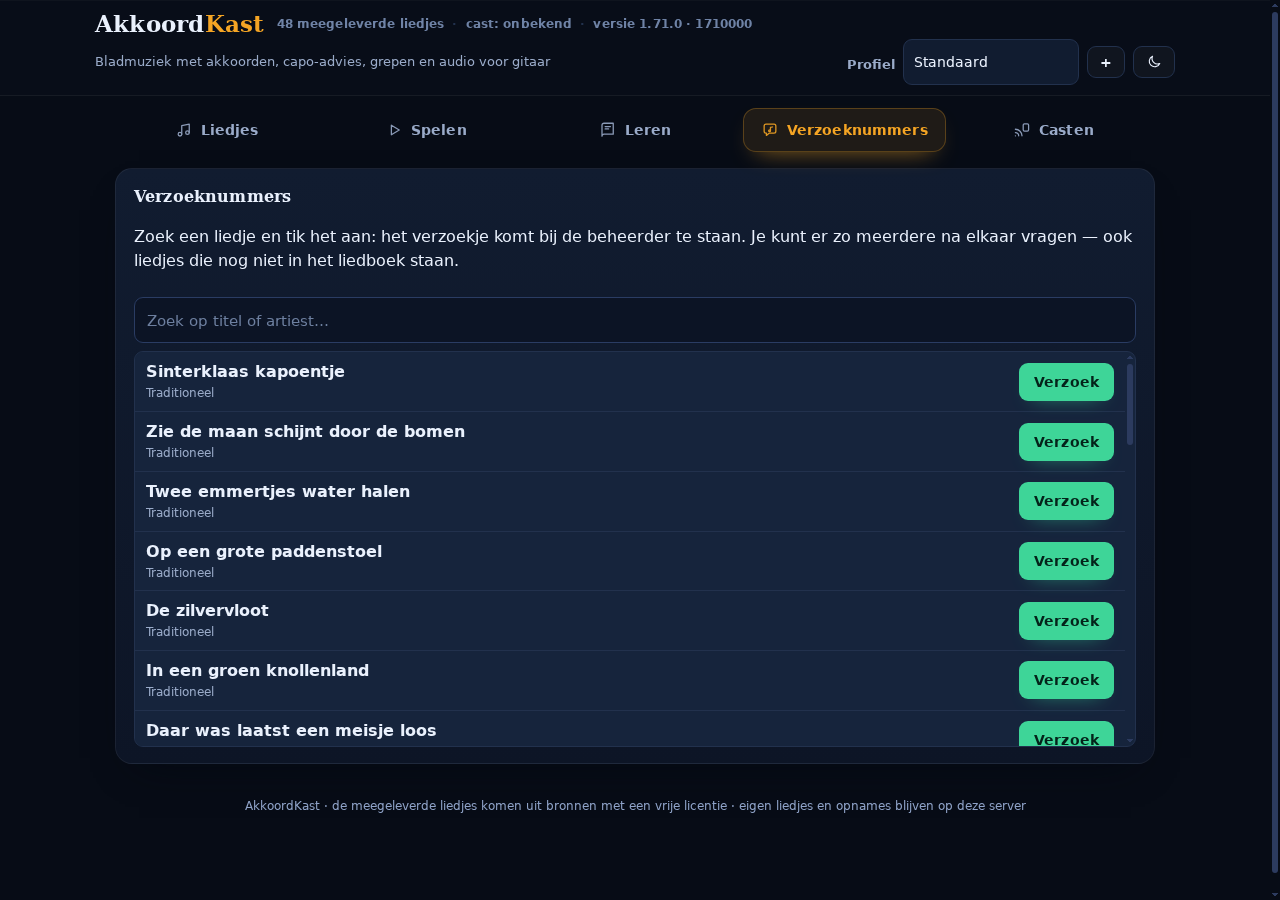 AkkoordKast 48 meegeleverde liedjes · cast: onbekend · versie 1.71.0 · 1710000
Bladmuziek met akkoorden, capo-advies, grepen en audio voor gitaar
Profiel Standaard +
Liedjes Spelen Leren Verzoeknummers Casten
Verzoeknummers
Zoek een liedje en tik het aan: het verzoekje komt bij de beheerder te staan. Je kunt er zo meerdere na elkaar vragen — ook
liedjes die nog niet in het liedboek staan.
Zoek op titel of artiest...
Sinterklaas kapoentje
Traditioneel
Verzoek
Zie de maan schijnt door de bomen
Traditioneel
Verzoek
Twee emmertjes water halen
Traditioneel
Verzoek
Op een grote paddenstoel
Traditioneel
Verzoek
De zilvervloot
Traditioneel
Verzoek
In een groen knollenland
Traditioneel
Verzoek
Daar was laatst een meisje loos
Verzoek
AkkoordKast · de meegeleverde liedjes komen uit bronnen met een vrije licentie · eigen liedjes en opnames blijven op deze server